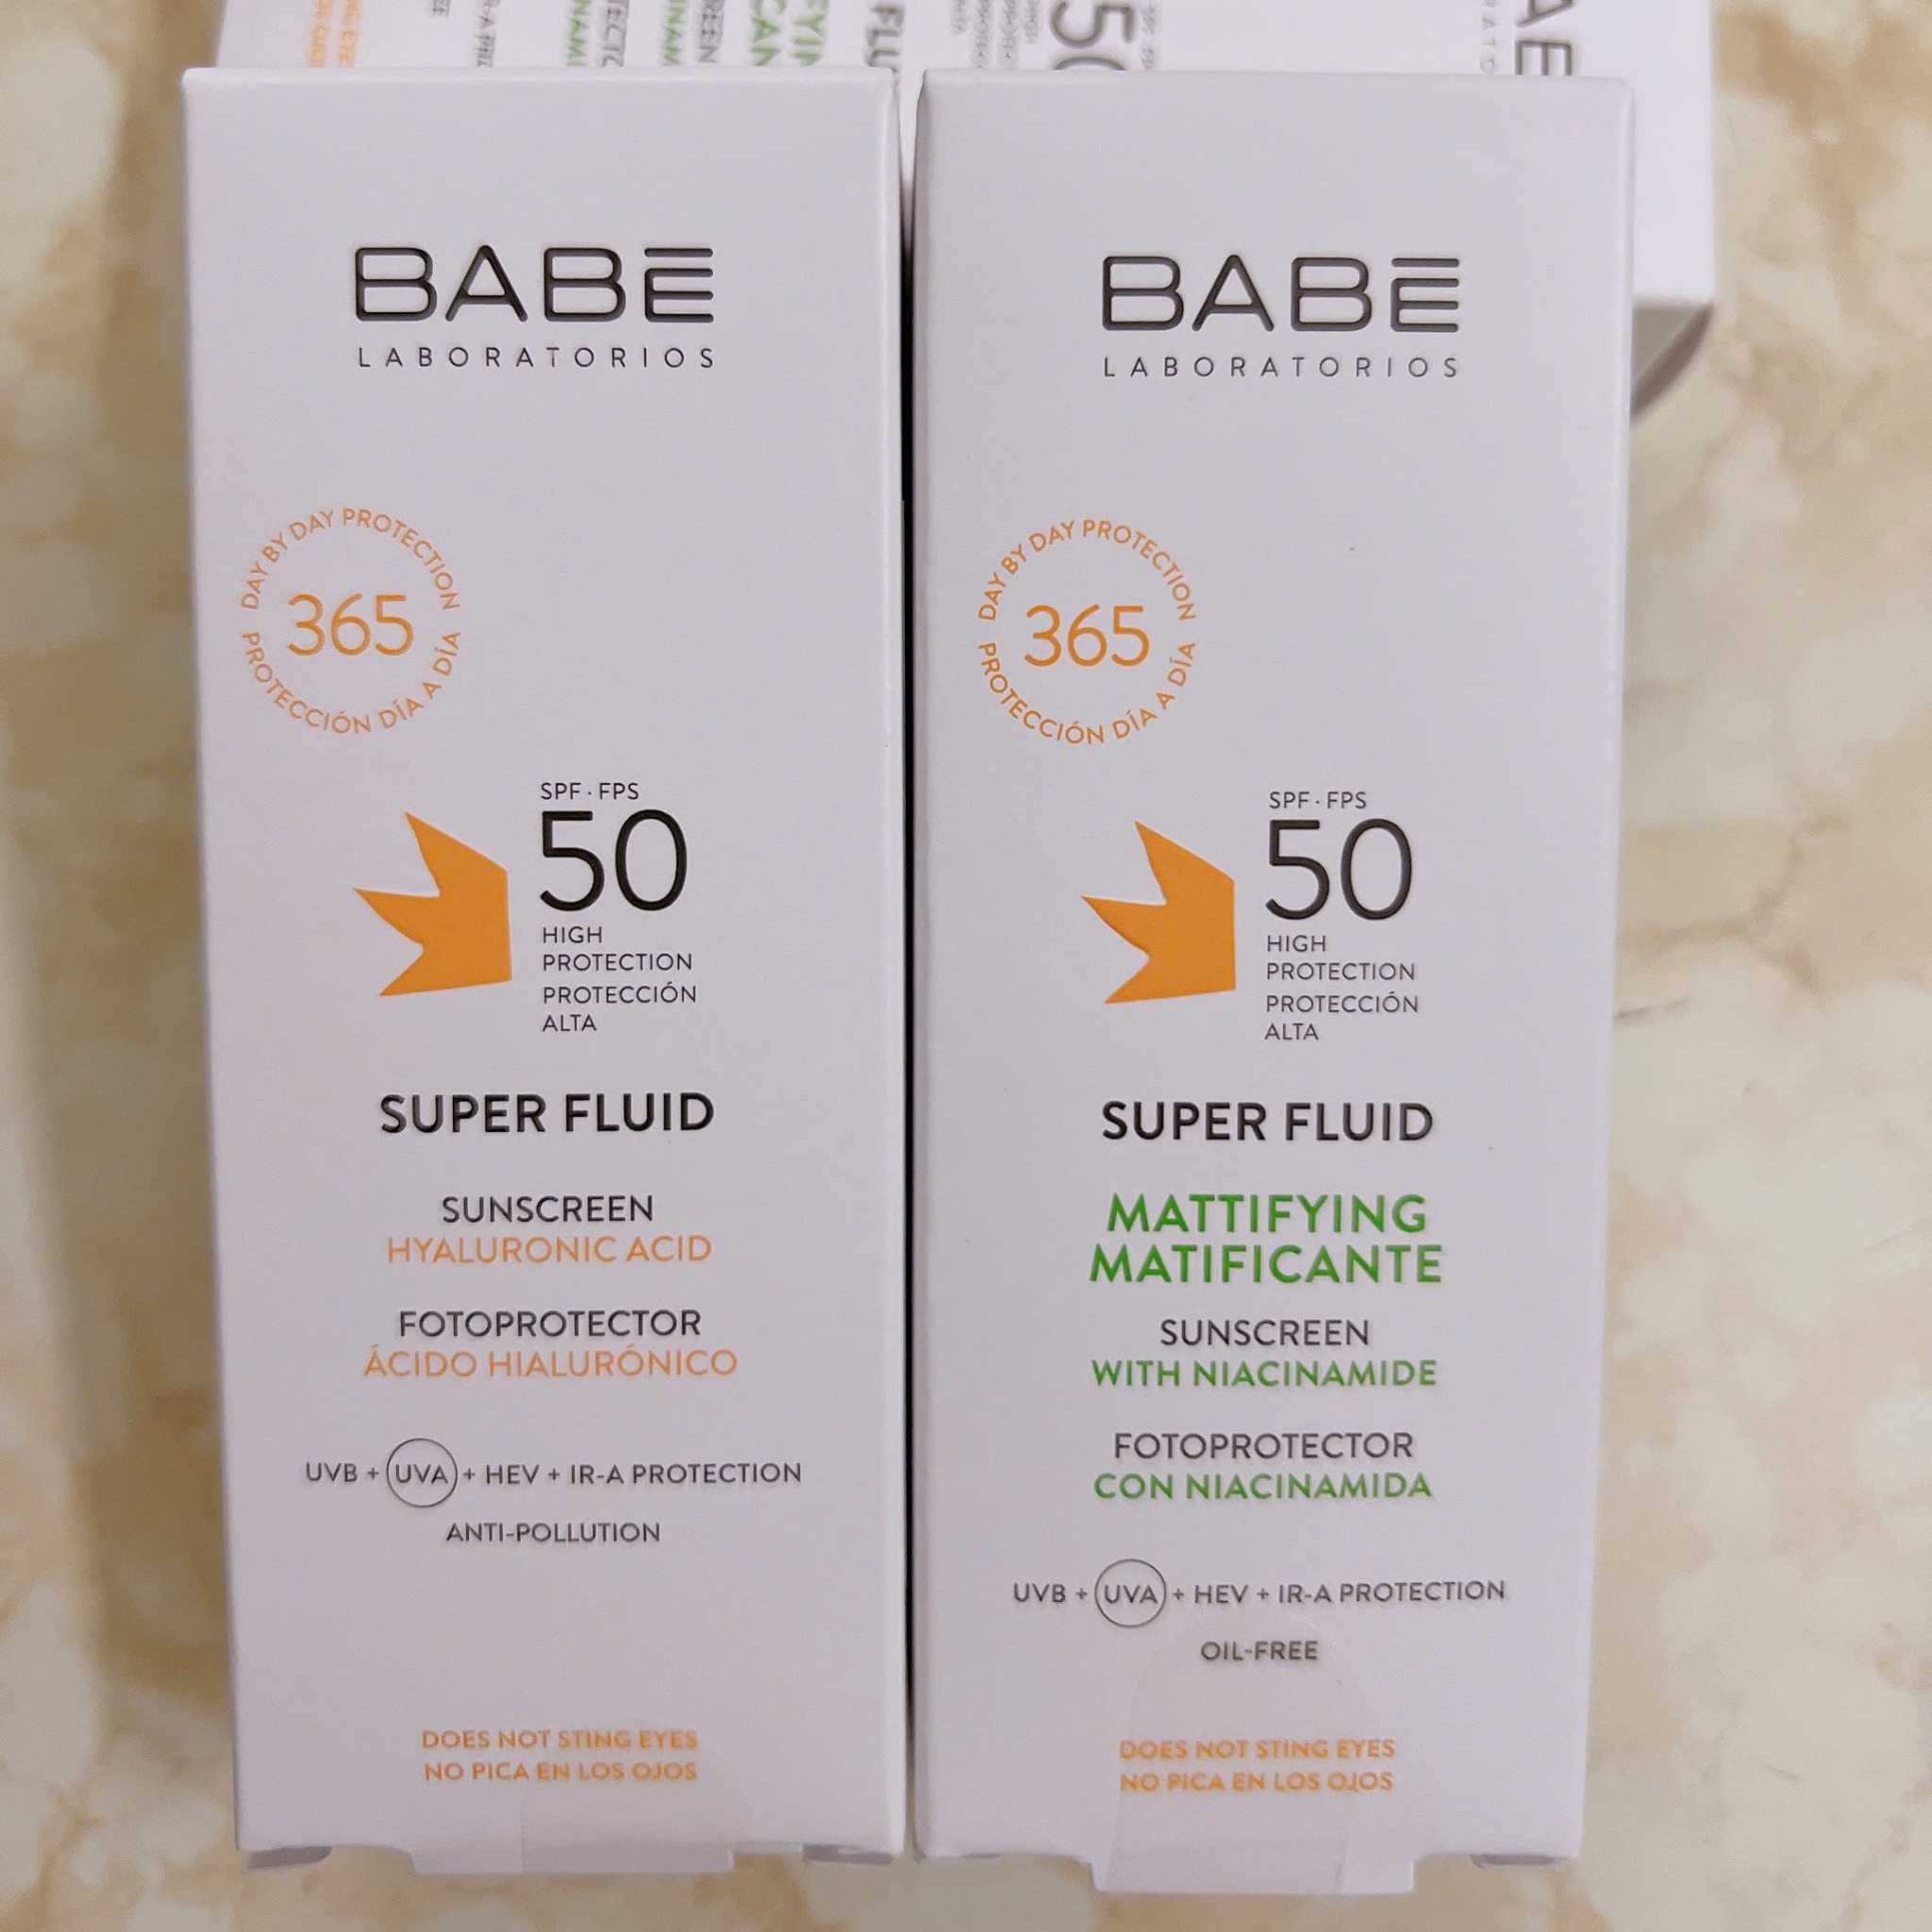 BABĒ
LABORATORIOS
DAY BY DAY PROTECTION
365
PROTECCIÓN DÍA A DÍA
SPF · FPS
50
HIGH
PROTECTION
PROTECCIÓN
ALTA
SUPER FLUID
SUNSCREEN
HYALURONIC ACID
FOTOPROTECTOR
ÁCIDO HIALURÓNICO
UVB + UVA + HEV + IR-A PROTECTION
ANTI-POLLUTION
DOES NOT STING EYES
NO PICA EN LOS OJOS
BABĒ
LABORATORIOS
DAY BY DAY PROTECTION
365
PROTECCIÓN DÍA A DÍA
SPF · FPS
50
HIGH
PROTECTION
PROTECCIÓN
ALTA
SUPER FLUID
MATTIFYING
MATIFICANTE
SUNSCREEN
WITH NIACINAMIDE
FOTOPROTECTOR
CON NIACINAMIDA
UVB + UVA + HEV + IR-A PROTECTION
OIL-FREE
DOES NOT STING EYES
NO PICA EN LOS OJOS
50